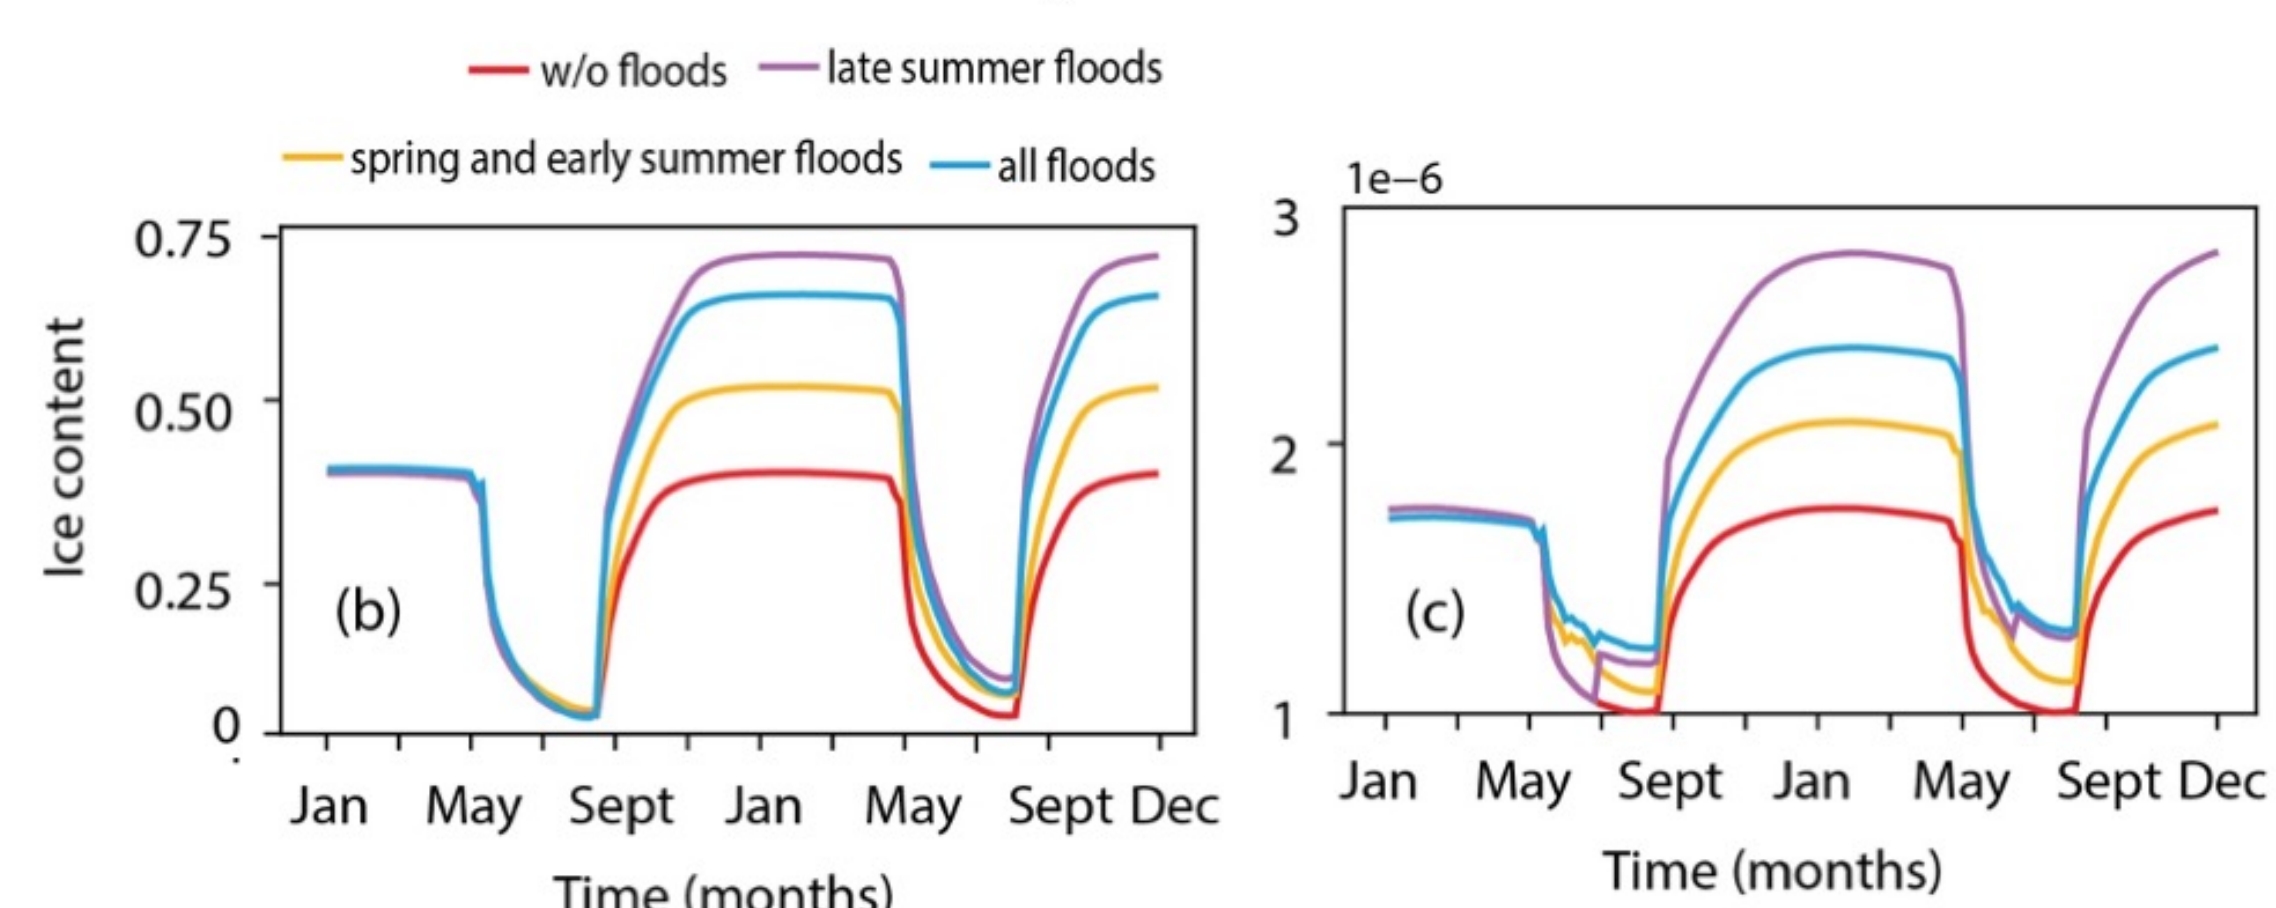 w/o floods late summer floods
spring and early summer floods all floods
0.75
0.50
0.25
0
Ice content
(b)
Jan May Sept Jan May Sept Dec
Time (months)
1e–6
3
2
1
(c)
Jan May Sept Jan May Sept Dec
Time (months)